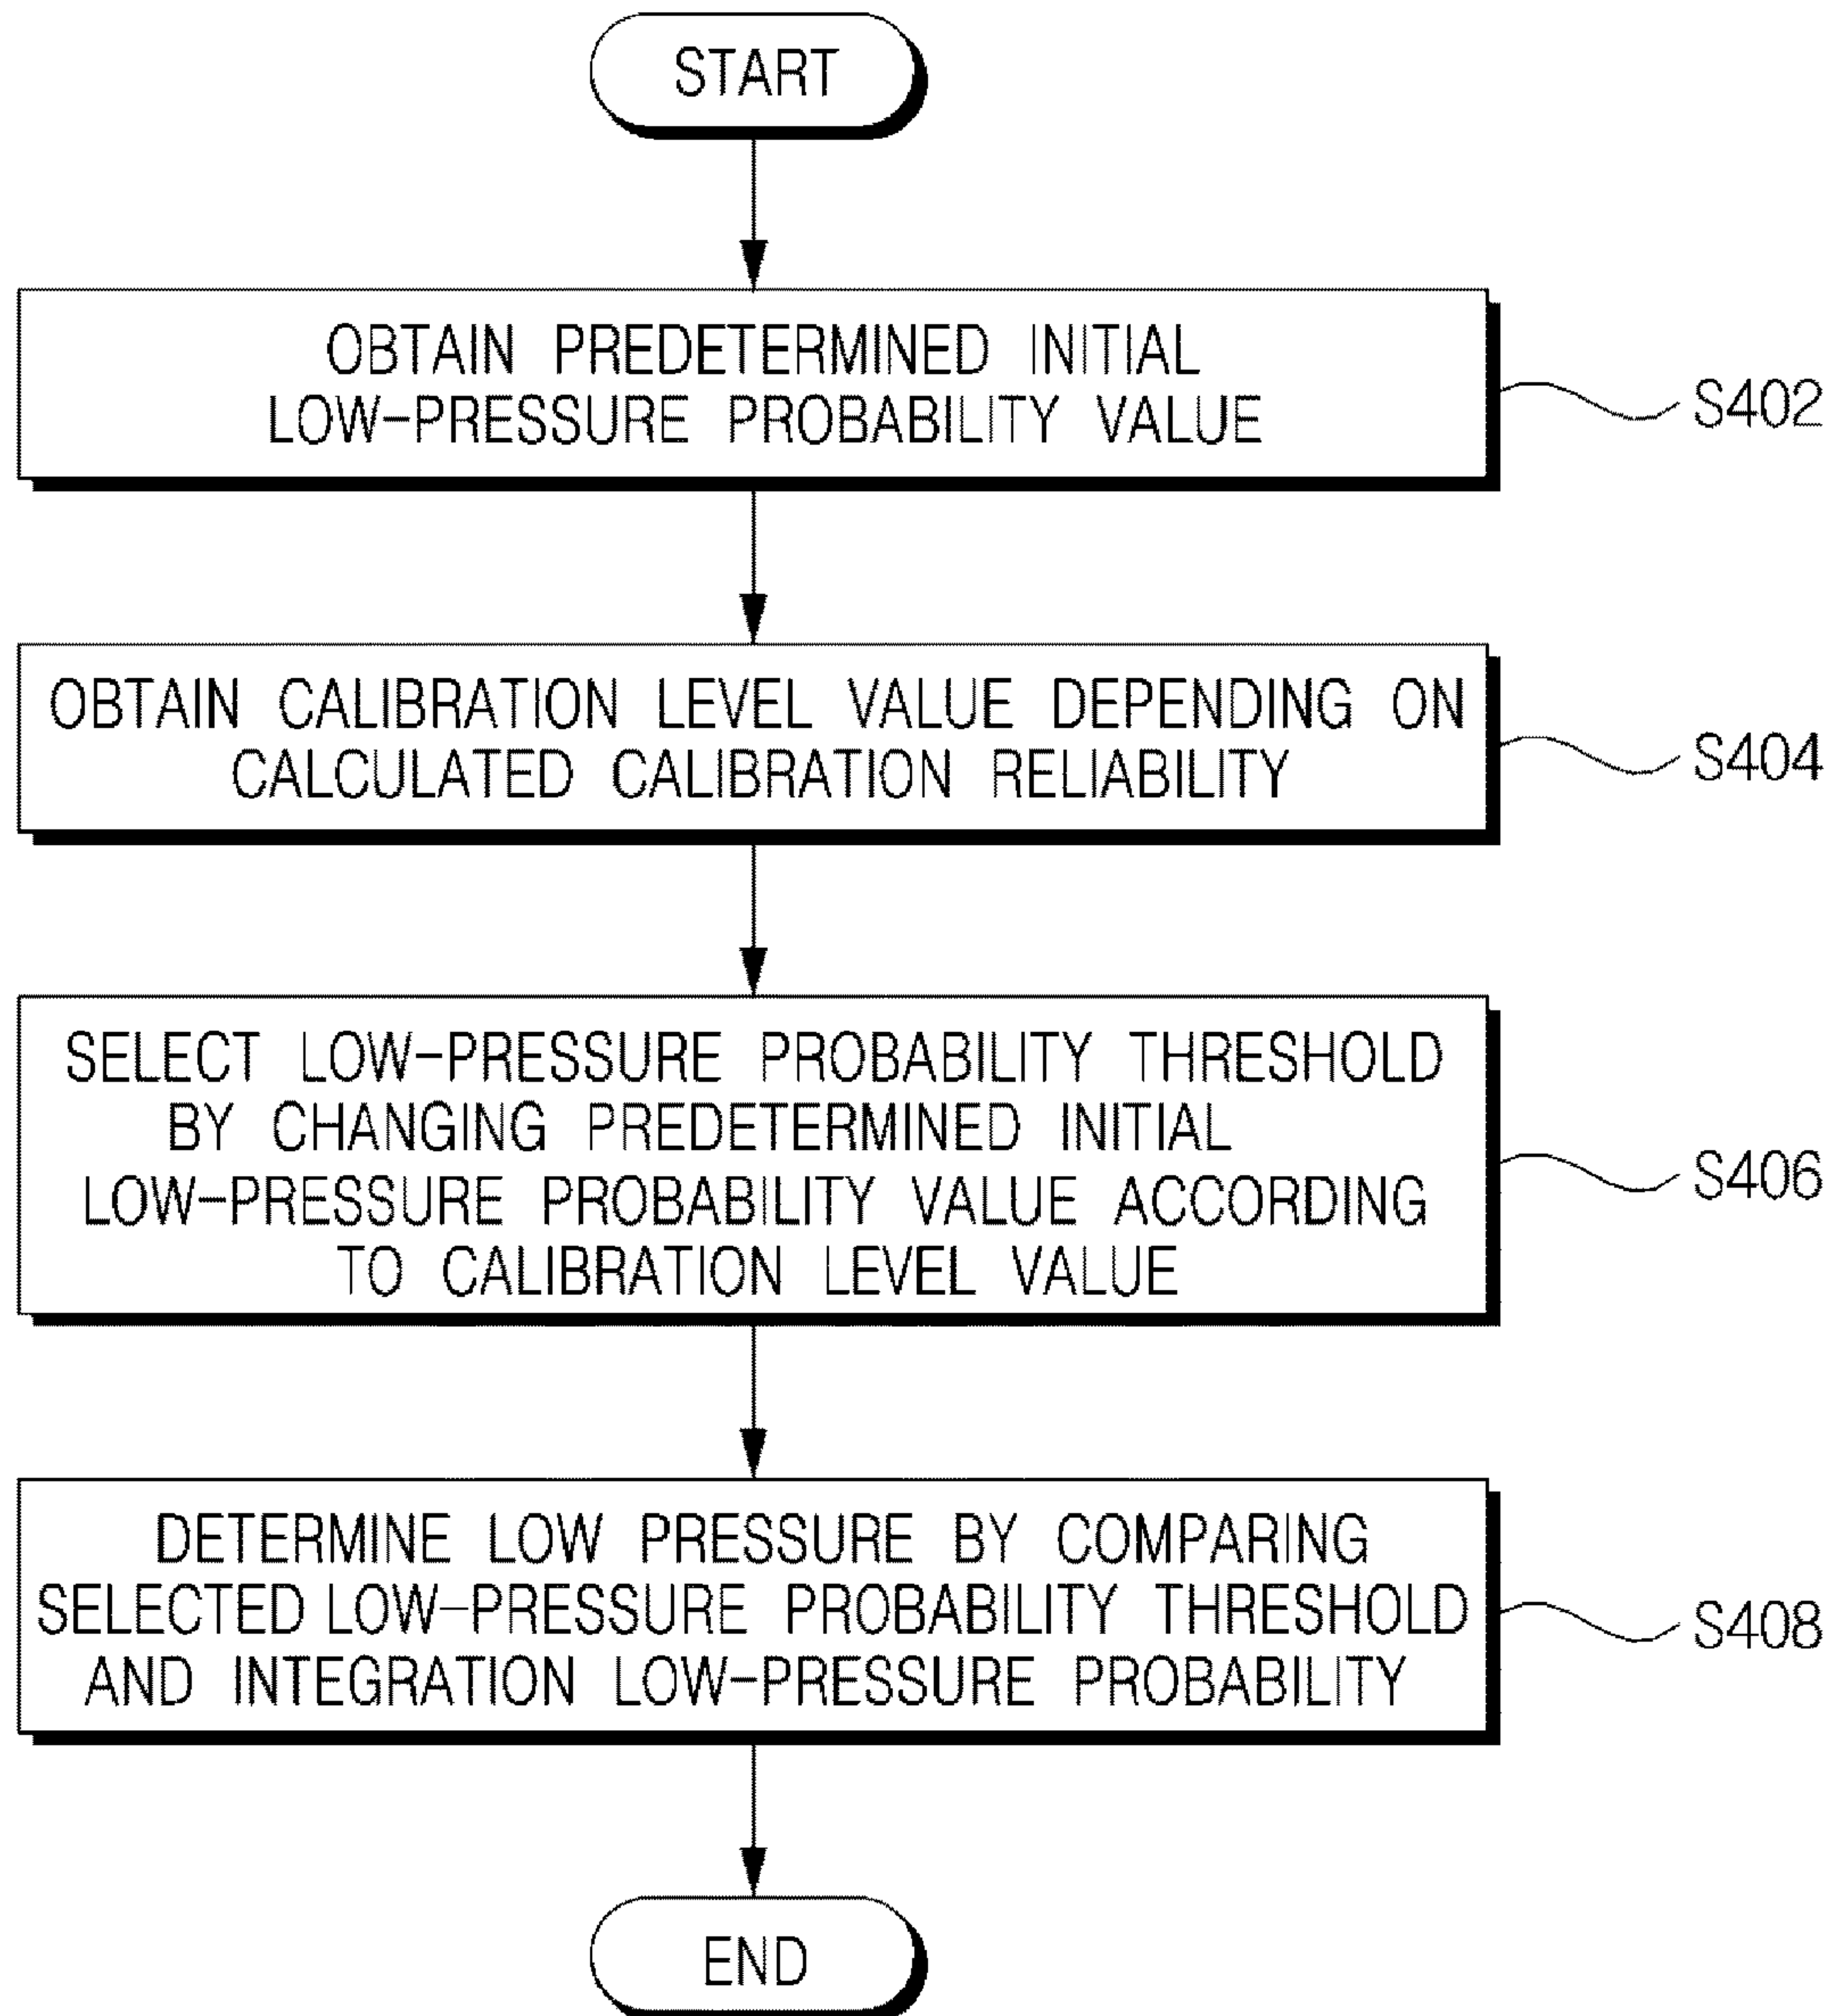 START
OBTAIN PREDETERMINED INITIAL
LOW-PRESSURE PROBABILITY VALUE
S402
OBTAIN CALIBRATION LEVEL VALUE DEPENDING ON
CALCULATED CALIBRATION RELIABILITY
S404
SELECT LOW-PRESSURE PROBABILITY THRESHOLD
BY CHANGING PREDETERMINED INITIAL
LOW-PRESSURE PROBABILITY VALUE ACCORDING
TO CALIBRATION LEVEL VALUE
S406
DETERMINE LOW PRESSURE BY COMPARING
SELECTED LOW-PRESSURE PROBABILITY THRESHOLD
AND INTEGRATION LOW-PRESSURE PROBABILITY
S408
END